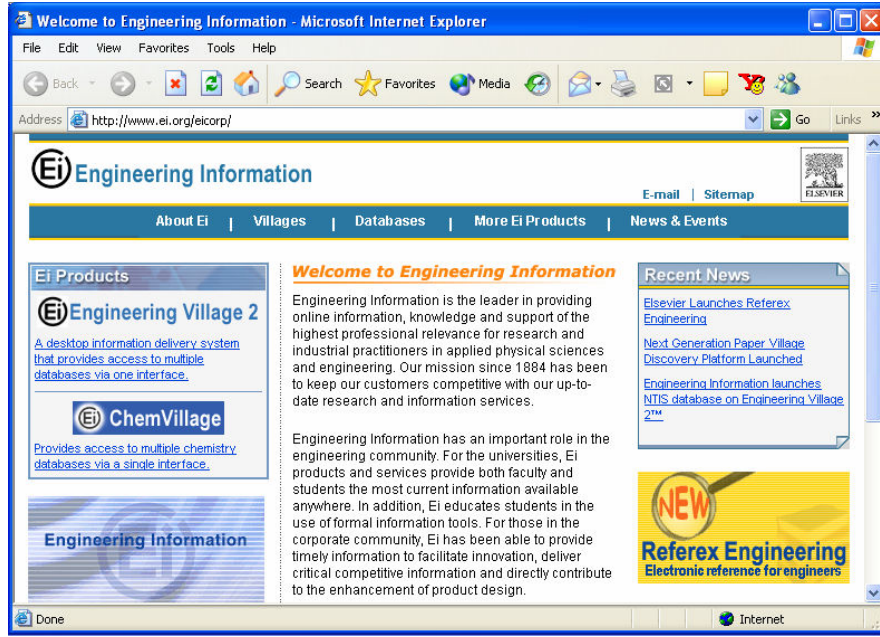 Welcome to Engineering Information - Microsoft Internet Explorer
File Edit View Favorites Tools Help
Back Search Favorites Media
Address http://www.ei.org/eicorp/ Go Links »
Ei Engineering Information
E-mail | Sitemap
ELSEVIER
About Ei | Villages | Databases | More Ei Products | News & Events
Ei Products
Ei Engineering Village 2
A desktop information delivery system
that provides access to multiple
databases via one interface.
Ei ChemVillage
Provides access to multiple chemistry
databases via a single interface.
Engineering Information
Welcome to Engineering Information
Engineering Information is the leader in providing
online information, knowledge and support of the
highest professional relevance for research and
industrial practitioners in applied physical sciences
and engineering. Our mission since 1884 has been
to keep our customers competitive with our up-to-
date research and information services.
Engineering Information has an important role in the
engineering community. For the universities, Ei
products and services provide both faculty and
students the most current information available
anywhere. In addition, Ei educates students in the
use of formal information tools. For those in the
corporate community, Ei has been able to provide
timely information to facilitate innovation, deliver
critical competitive information and directly contribute
to the enhancement of product design.
Recent News
Elsevier Launches Referex
Engineering
Next Generation Paper Village
Discovery Platform Launched
Engineering Information launches
NTIS database on Engineering Village
2™
NEW
Referex Engineering
Electronic reference for engineers
Done Internet